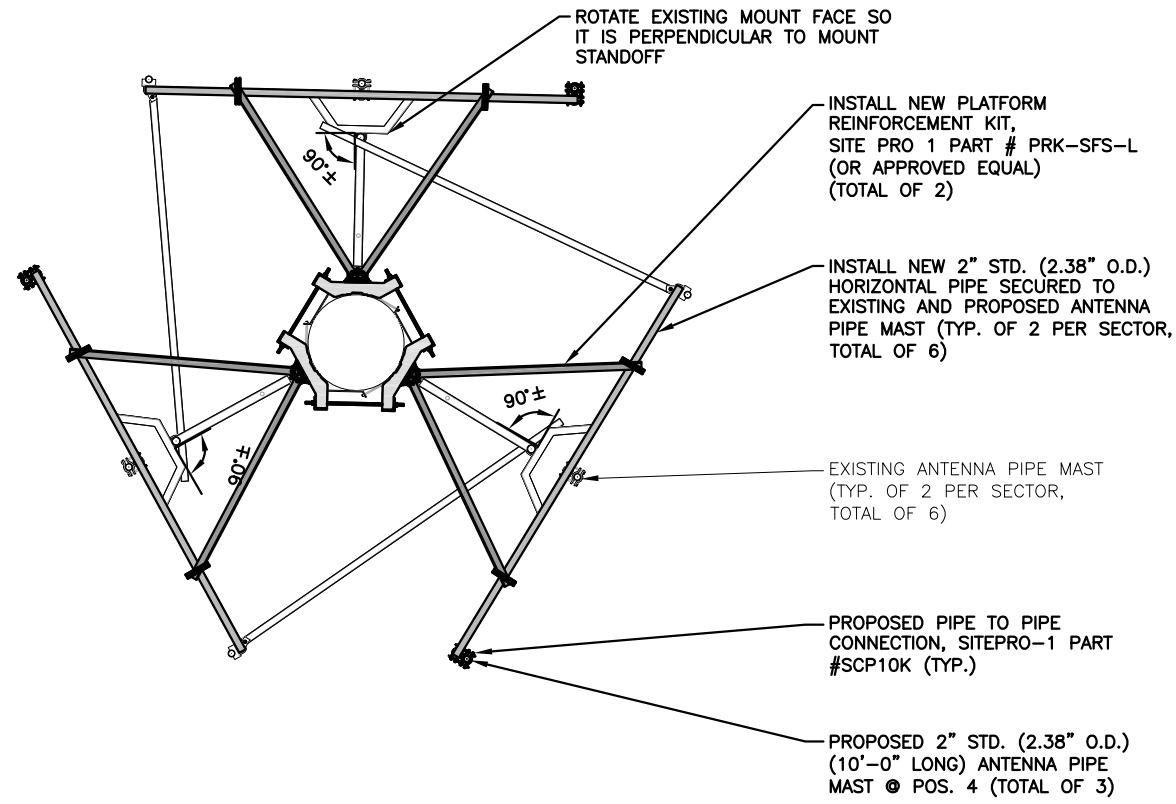 ROTATE EXISTING MOUNT FACE SO
IT IS PERPENDICULAR TO MOUNT
STANDOFF
INSTALL NEW PLATFORM
REINFORCEMENT KIT,
SITE PRO 1 PART # PRK-SFS-L
(OR APPROVED EQUAL)
(TOTAL OF 2)
90.°±
INSTALL NEW 2" STD. (2.38" O.D.)
HORIZONTAL PIPE SECURED TO
EXISTING AND PROPOSED ANTENNA
PIPE MAST (TYP. OF 2 PER SECTOR,
TOTAL OF 6)
90.°±
90.°±
EXISTING ANTENNA PIPE MAST
(TYP. OF 2 PER SECTOR,
TOTAL OF 6)
PROPOSED PIPE TO PIPE
CONNECTION, SITEPRO-1 PART
#SCP10K (TYP.)
PROPOSED 2" STD. (2.38" O.D.)
(10'-0" LONG) ANTENNA PIPE
MAST @ POS. 4 (TOTAL OF 3)